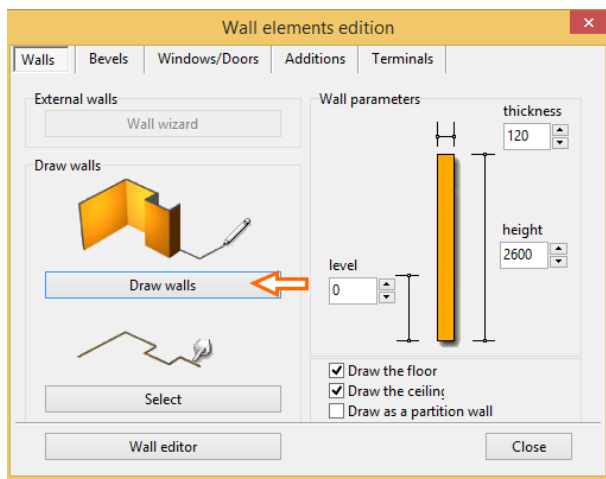 Wall elements edition
×
Walls Bevels Windows/Doors Additions Terminals
External walls
Wall wizard
Draw walls
Draw walls
Select
Wall parameters
thickness
120
height
2600
level
0
Draw the floor
Draw the ceiling
Draw as a partition wall
Wall editor
Close